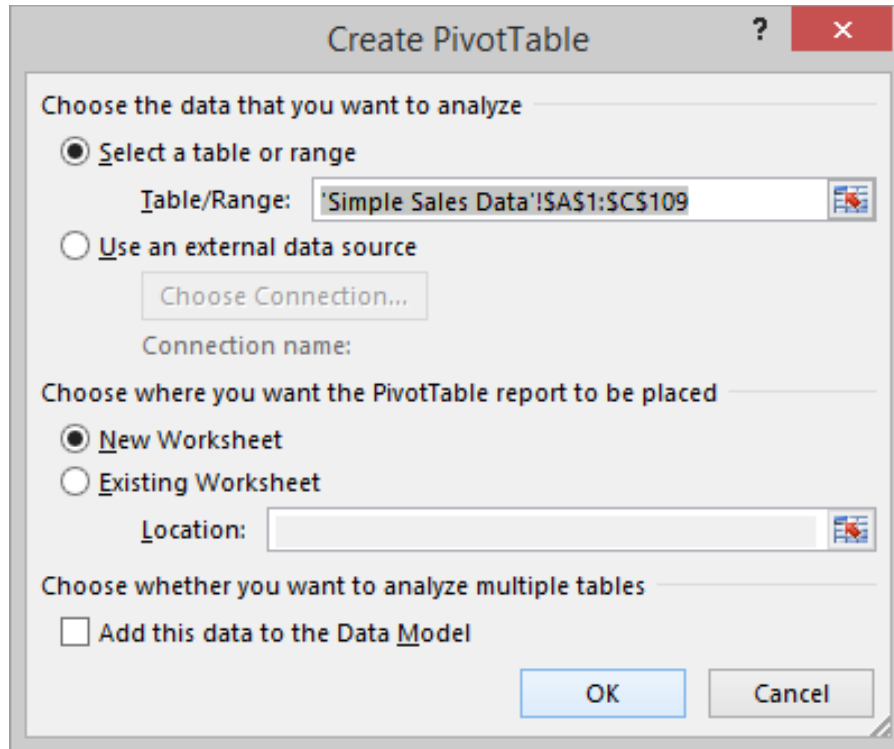 Create PivotTable
?
Choose the data that you want to analyze
Select a table or range
Table/Range: 'Simple Sales Data'!$A$1:$C$109
Use an external data source
Choose Connection...
Connection name:
Choose where you want the PivotTable report to be placed
New Worksheet
Existing Worksheet
Location:
Choose whether you want to analyze multiple tables
Add this data to the Data Model
OK Cancel